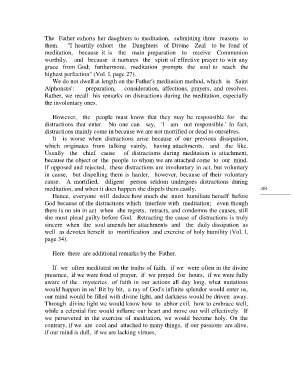 The Father exhorts her daughters to meditation, submitting three reasons to
them. "I heartily exhort the Daughters of Divine Zeal to be fond of
meditation, because it is the main preparation to receive Communion
worthily, and because it nurtures the spirit of effective prayer to win any
grace from God; furthermore, meditation prompts the soul to reach the
highest perfection" (Vol. I, page 27).
We do not dwell at length on the Father's meditation method, which is Saint
Alphonsus': preparation, consideration, affections, prayers, and resolves.
Rather, we recall his remarks on distractions during the meditation, especially
the involuntary ones.
However, the people must know that they may be responsible for the
distractions that enter. No one can say, 'I am not responsible.' In fact,
distractions mainly come in because we are not mortified or dead to ourselves.
It is worse when distractions arise because of our previous dissipation,
which originates from talking vainly, having attachments, and the like.
Usually the chief cause of distractions during meditation is attachment,
because the object or the people to whom we are attached come to our mind.
If opposed and rejected, these distractions are involuntary in act, but voluntary
in cause, but dispelling them is harder, however, because of their voluntary
cause. A mortified, diligent person seldom undergoes distractions during
meditation, and when it does happen she dispels them easily.
Hence, everyone will deduce how much she must humiliate herself before
God because of the distractions which interfere with meditation; even though
there is no sin in act when she regrets, retracts, and condemns the causes, still
she must plead guilty before God. Retracting the cause of distractions is truly
sincere when the soul amends her attachments and the daily dissipation as
well as devotes herself to mortification and exercise of holy humility (Vol. I,
page 34).
Here there are additional remarks by the Father.
If we often meditated on the truths of faith, if we were often in the divine
presence, if we were fond of prayer, if we prayed for hours, if we were fully
aware of the mysteries of faith in our actions all day long, what mutations
would happen in us! Bit by bit, a ray of God's infinite splendor would enter us,
our mind would be filled with divine light, and darkness would be driven away.
Through divine light we would know how to abhor evil, how to embrace well,
while a celestial fire would inflame our heart and move our will effectively. If
we persevered in the exercise of meditation, we would become holy. On the
contrary, if we are cool and attached to many things, if our passions are alive,
if our mind is dull, if we are lacking virtues,